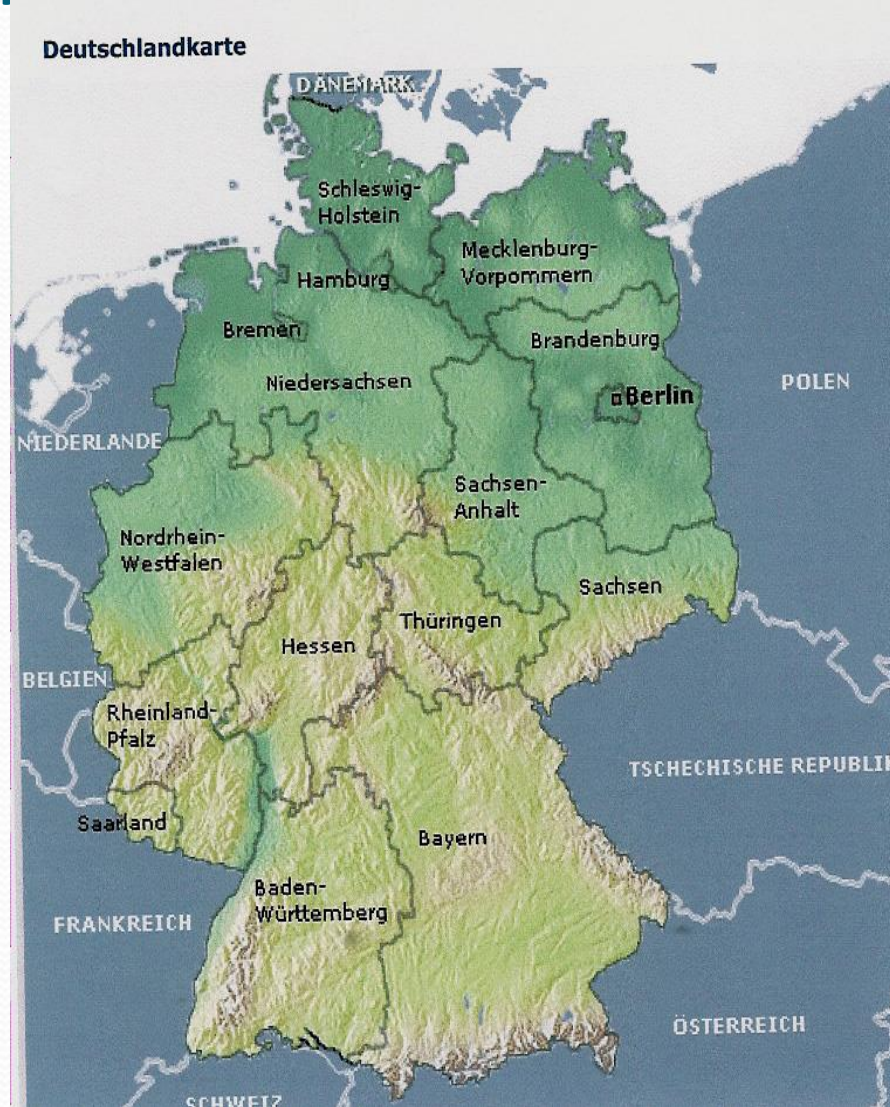 Deutschlandkarte
DÄNEMARK
Schleswig-
Holstein
Mecklenburg-
Vorpommern
Hamburg
Bremen
Brandenburg
Niedersachsen
Berlin
POLEN
NIEDERLANDE
Sachsen-
Anhalt
Nordrhein-
Westfalen
Sachsen
Thüringen
Hessen
BELGIEN
Rheinland-
Pfalz
TSCHECHISCHE REPUBLIK
Saarland
Bayern
Baden-
Württemberg
FRANKREICH
ÖSTERREICH
SCHWEIZ